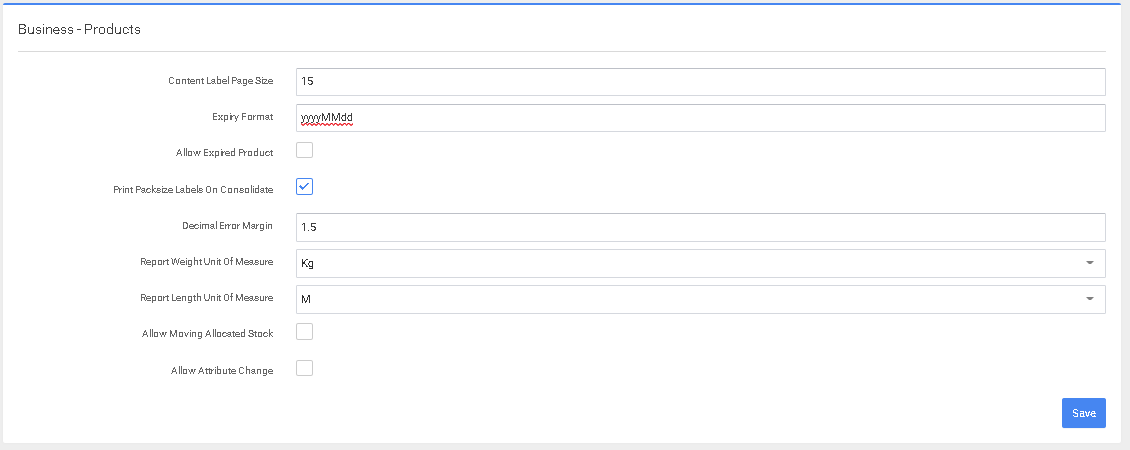 Business - Products
Content Label Page Size 15
Expiry Format yyyyMMdd
Allow Expired Product
Print Packsize Labels On Consolidate
Decimal Error Margin 1.5
Report Weight Unit Of Measure Kg
Report Length Unit Of Measure M
Allow Moving Allocated Stock
Allow Attribute Change
Save